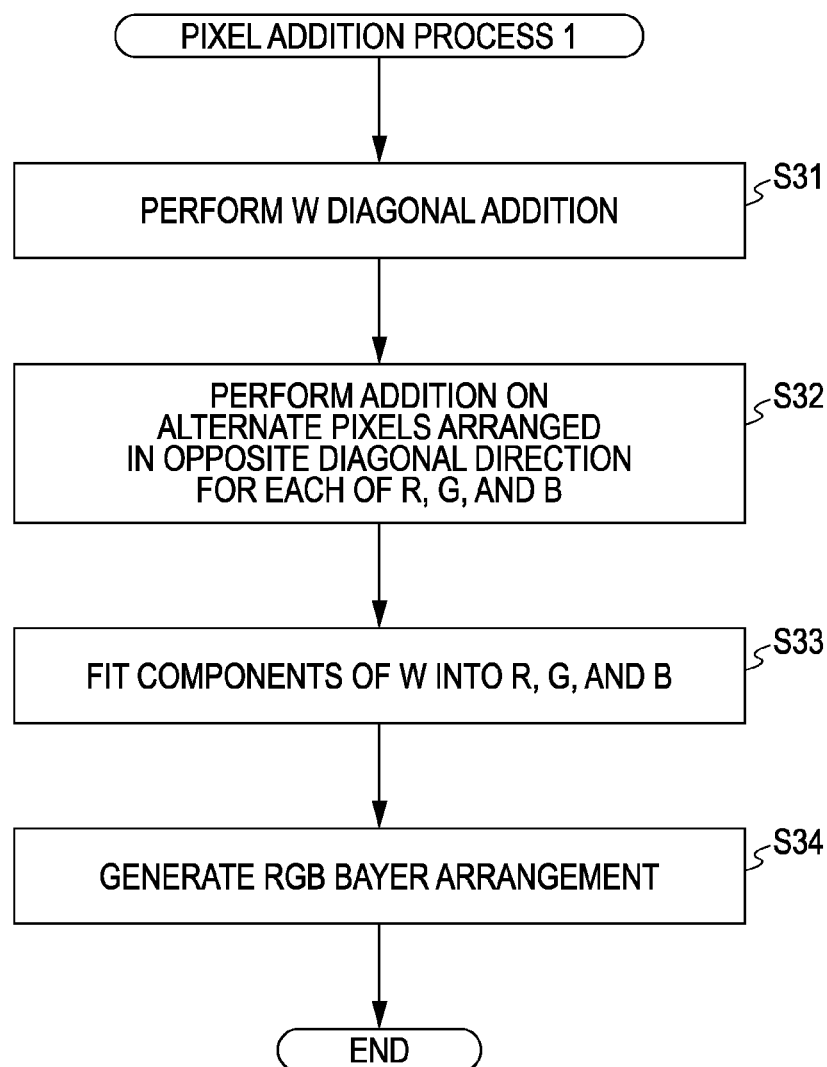 PIXEL ADDITION PROCESS 1
S31
PERFORM W DIAGONAL ADDITION
S32
PERFORM ADDITION ON
ALTERNATE PIXELS ARRANGED
IN OPPOSITE DIAGONAL DIRECTION
FOR EACH OF R, G, AND B
S33
FIT COMPONENTS OF W INTO R, G, AND B
S34
GENERATE RGB BAYER ARRANGEMENT
END